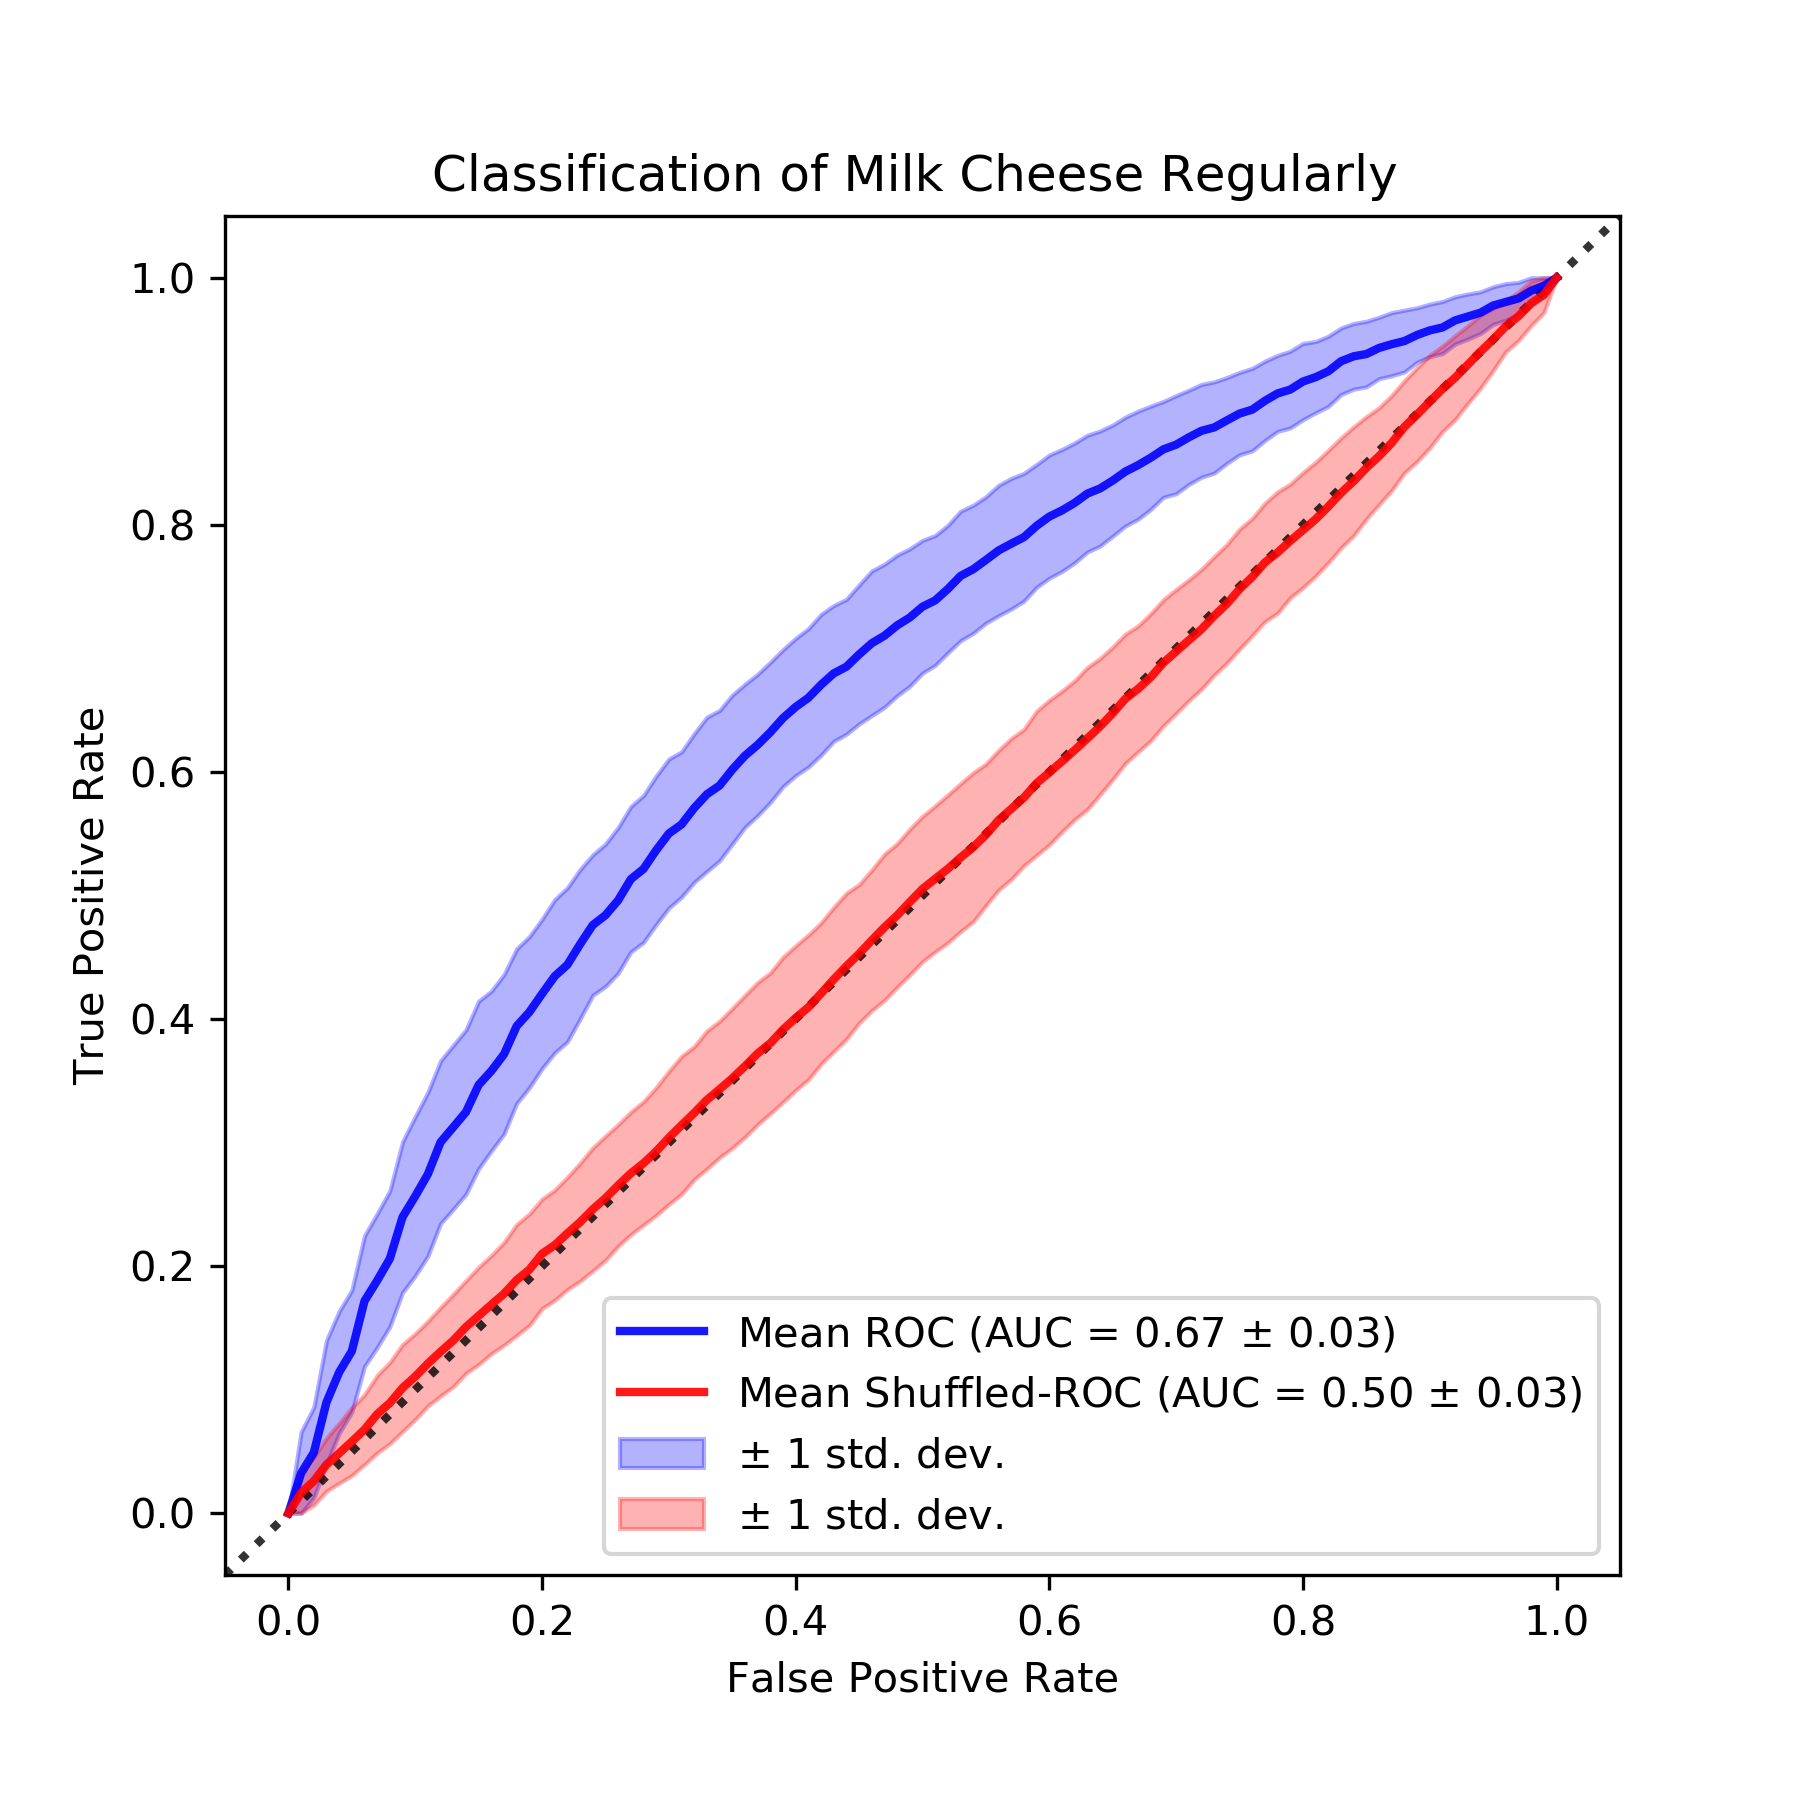 Classification of Milk Cheese Regularly
True Positive Rate
1.0
0.8
0.6
0.4
0.2
0.0
Mean ROC (AUC = 0.67 ± 0.03)
Mean Shuffled-ROC (AUC = 0.50 ± 0.03)
± 1 std. dev.
± 1 std. dev.
0.0 0.2 0.4 0.6 0.8 1.0
False Positive Rate